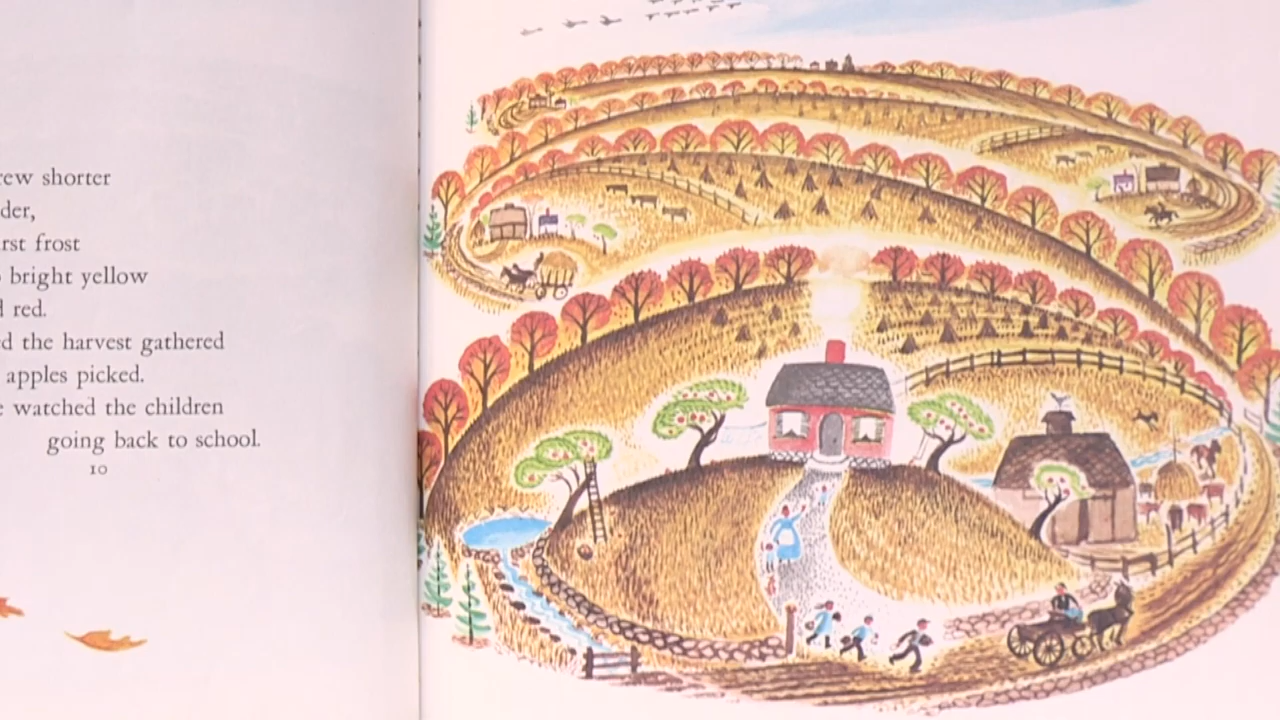 rew shorter
der,
rst frost
bright yellow
d red.
d the harvest gathered
apples picked.
e watched the children
going back to school.
10